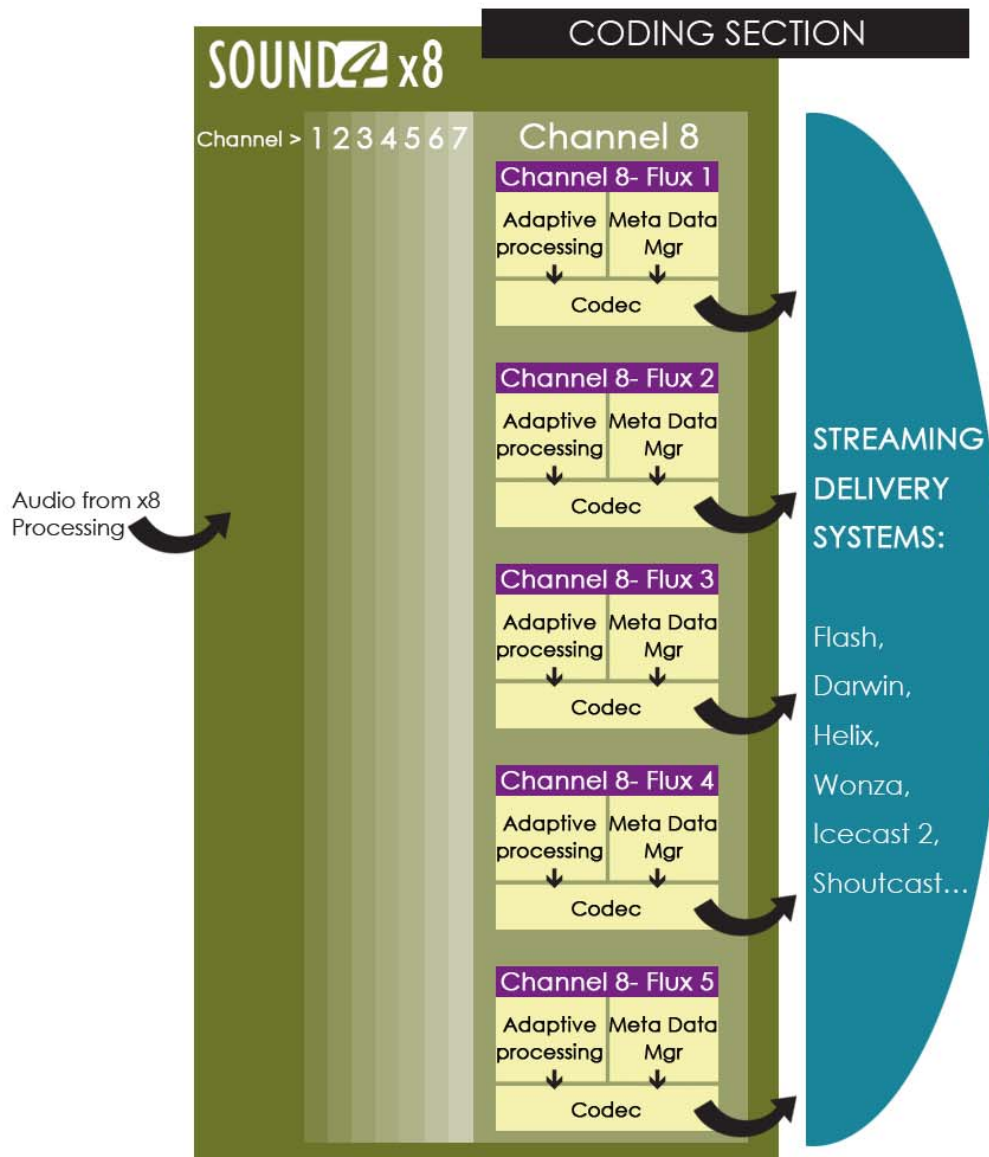 CODING SECTION
SOUND4 x8
Channel > 1 2 3 4 5 6 7
Channel 8
Channel 8- Flux 1
Adaptive processing
Meta Data Mgr
Codec
Channel 8- Flux 2
Adaptive processing
Meta Data Mgr
Codec
Channel 8- Flux 3
Adaptive processing
Meta Data Mgr
Codec
Channel 8- Flux 4
Adaptive processing
Meta Data Mgr
Codec
Channel 8- Flux 5
Adaptive processing
Meta Data Mgr
Codec
Audio from x8
Processing
STREAMING
DELIVERY
SYSTEMS:
Flash,
Darwin,
Helix,
Wonza,
Icecast 2,
Shoutcast...